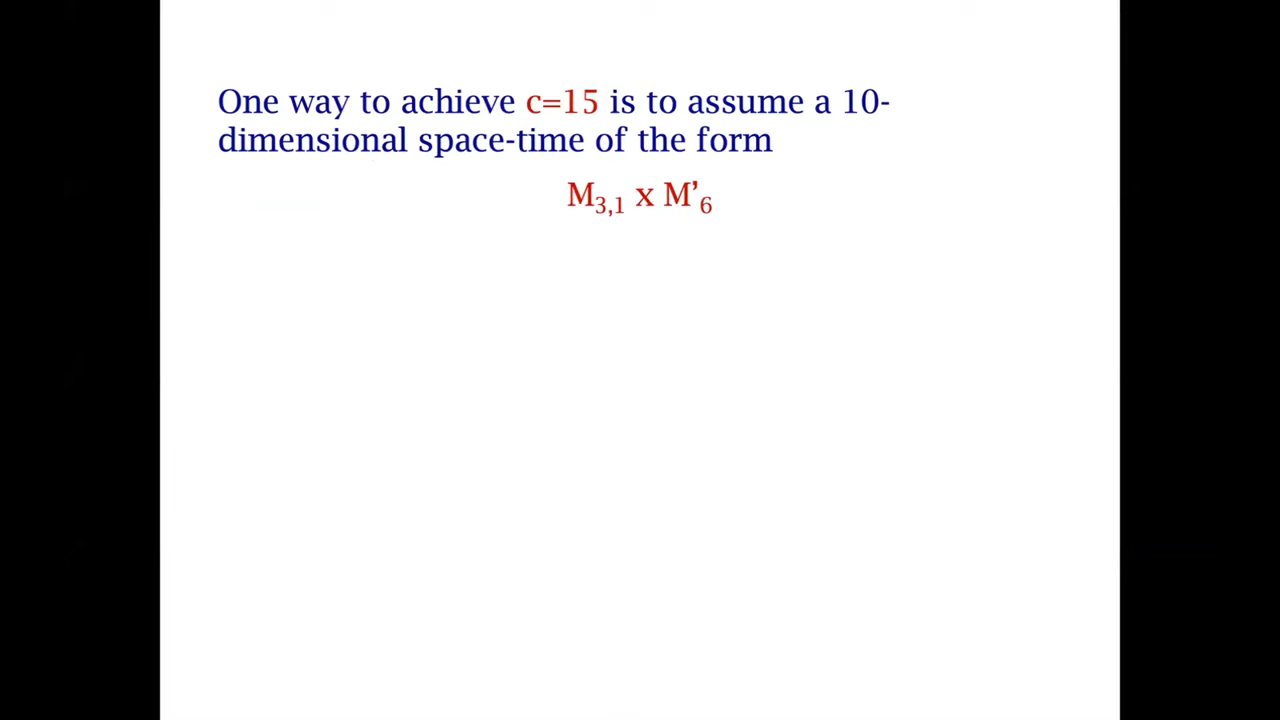 One way to achieve c=15 is to assume a 10-
dimensional space-time of the form
M₃,₁ x M’₆